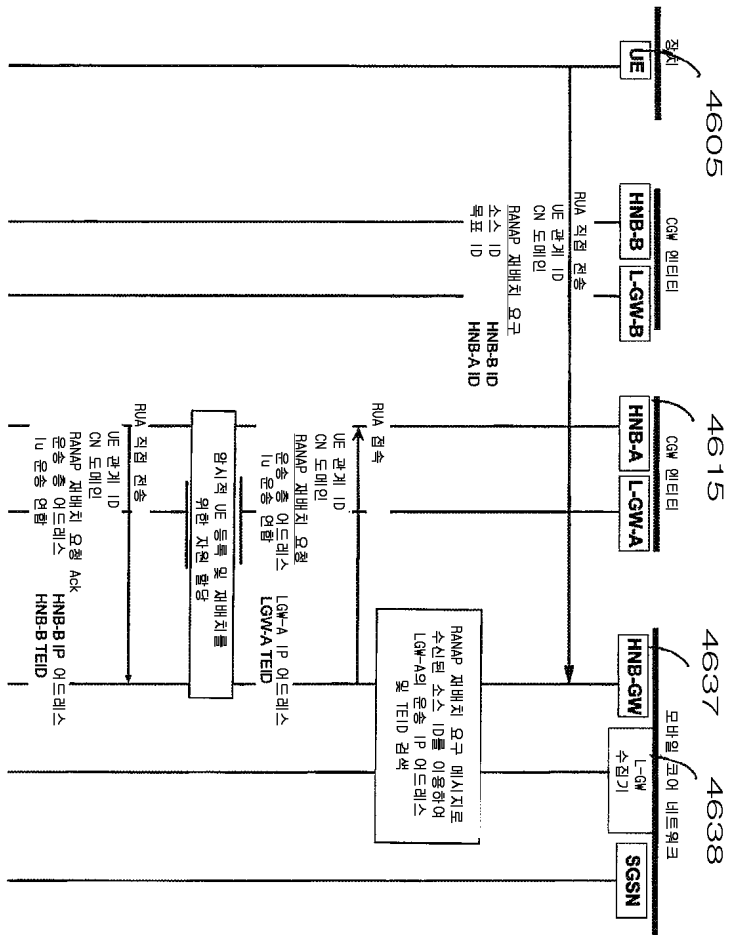 장치
UE
4605
CGW 엔티티
HNB-B
L-GW-B
CGW 엔티티
HNB-A
L-GW-A
4615
모바일 코어 네트워크
HNB-GW
4637
L-GW
수집기
4638
SGSN
RUA 직접 전송
UE 관계 ID
CN 도메인
RANAP 재배치 요구
소스 ID HNB-B ID
목표 ID HNB-A ID
RANAP 재배치 요구 메시지로
수신된 소스 ID를 이용하여
LGW-A의 운송 IP 어드레스
및 TEID 검색
RUA 접속
UE 관계 ID
CN 도메인
RANAP 재배치 요청
운송 층 어드레스 LGW-A IP 어드레스
Iu 운송 연합 LGW-A TEID
암시적 UE 등록 및 재배치를
위한 자원 할당
RUA 직접 전송
UE 관계 ID
CN 도메인
RANAP 재배치 요청 Ack
운송 층 어드레스 HNB-B IP 어드레스
Iu 운송 연합 HNB-B TEID